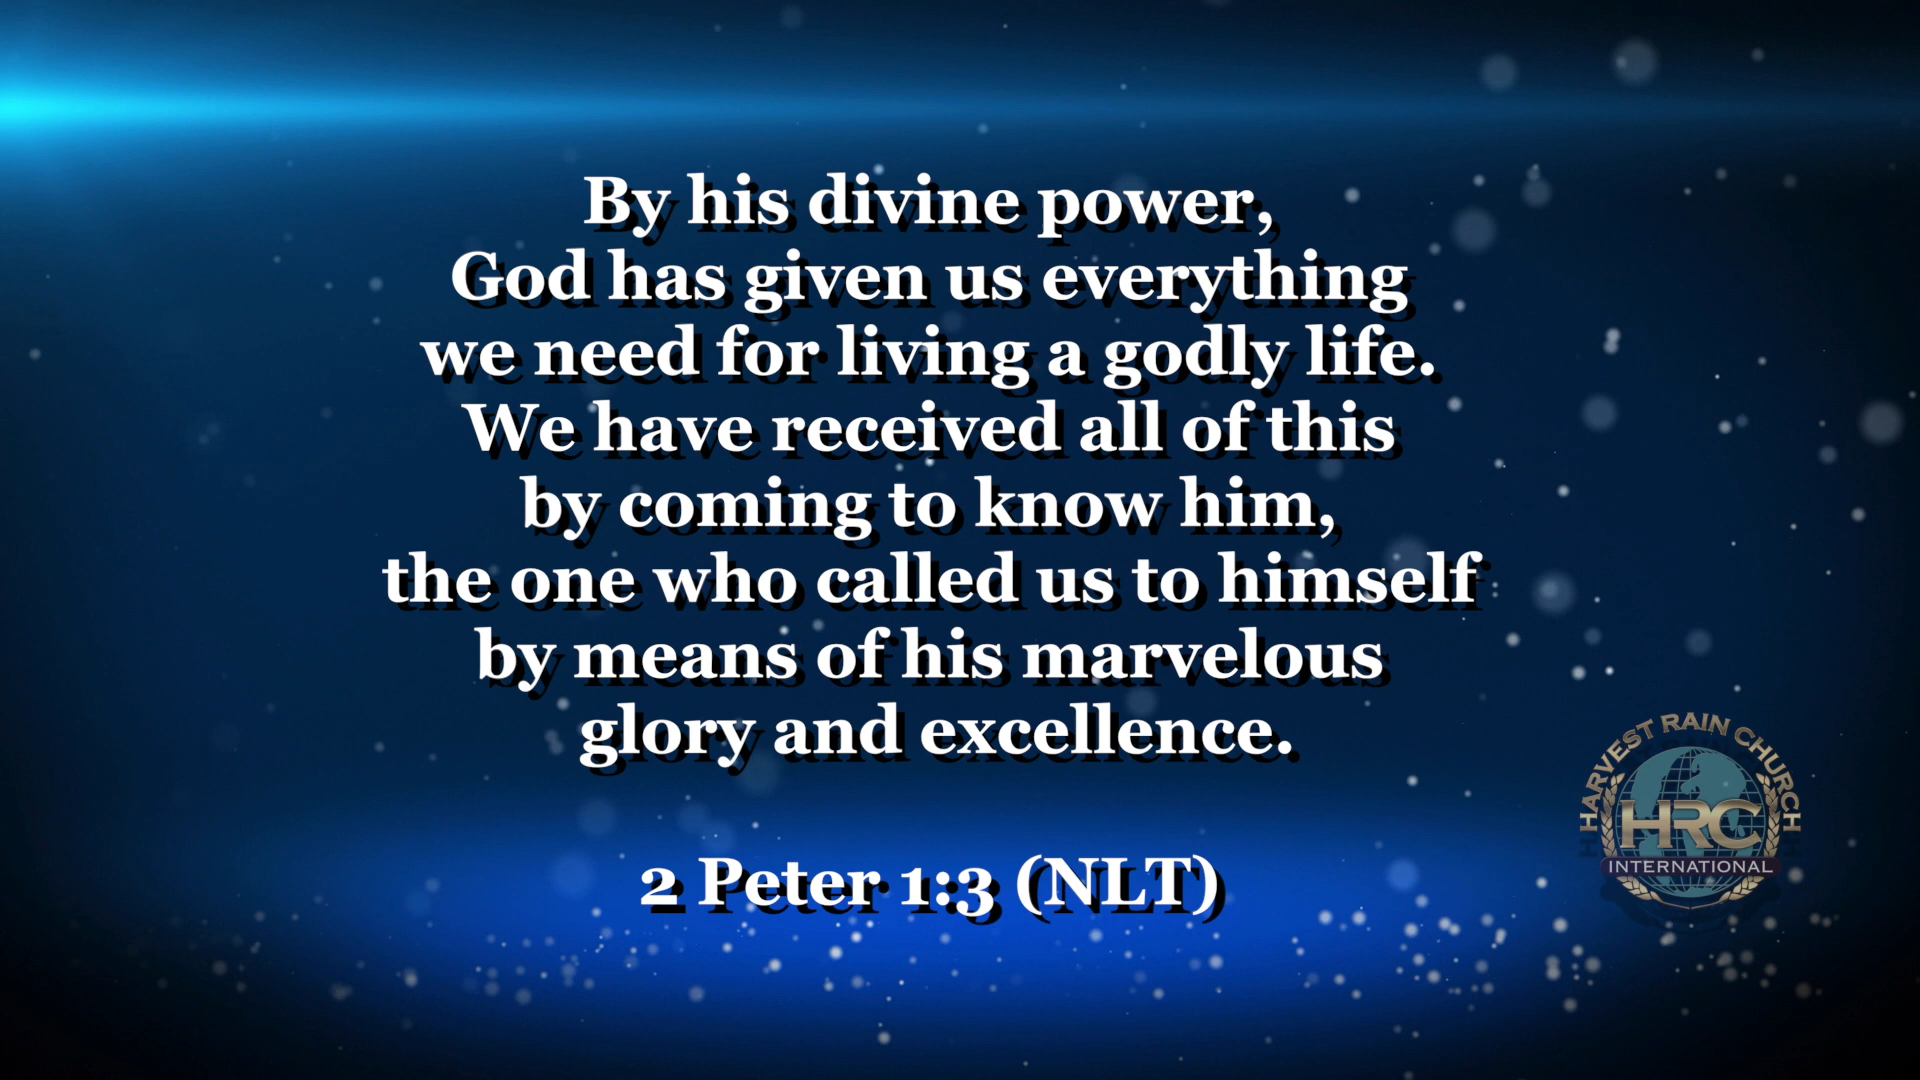 By his divine power,
God has given us everything
we need for living a godly life.
We have received all of this
by coming to know him,
the one who called us to himself
by means of his marvelous
glory and excellence.
2 Peter 1:3 (NLT)
HARVEST RAIN CHURCH
HRC
INTERNATIONAL